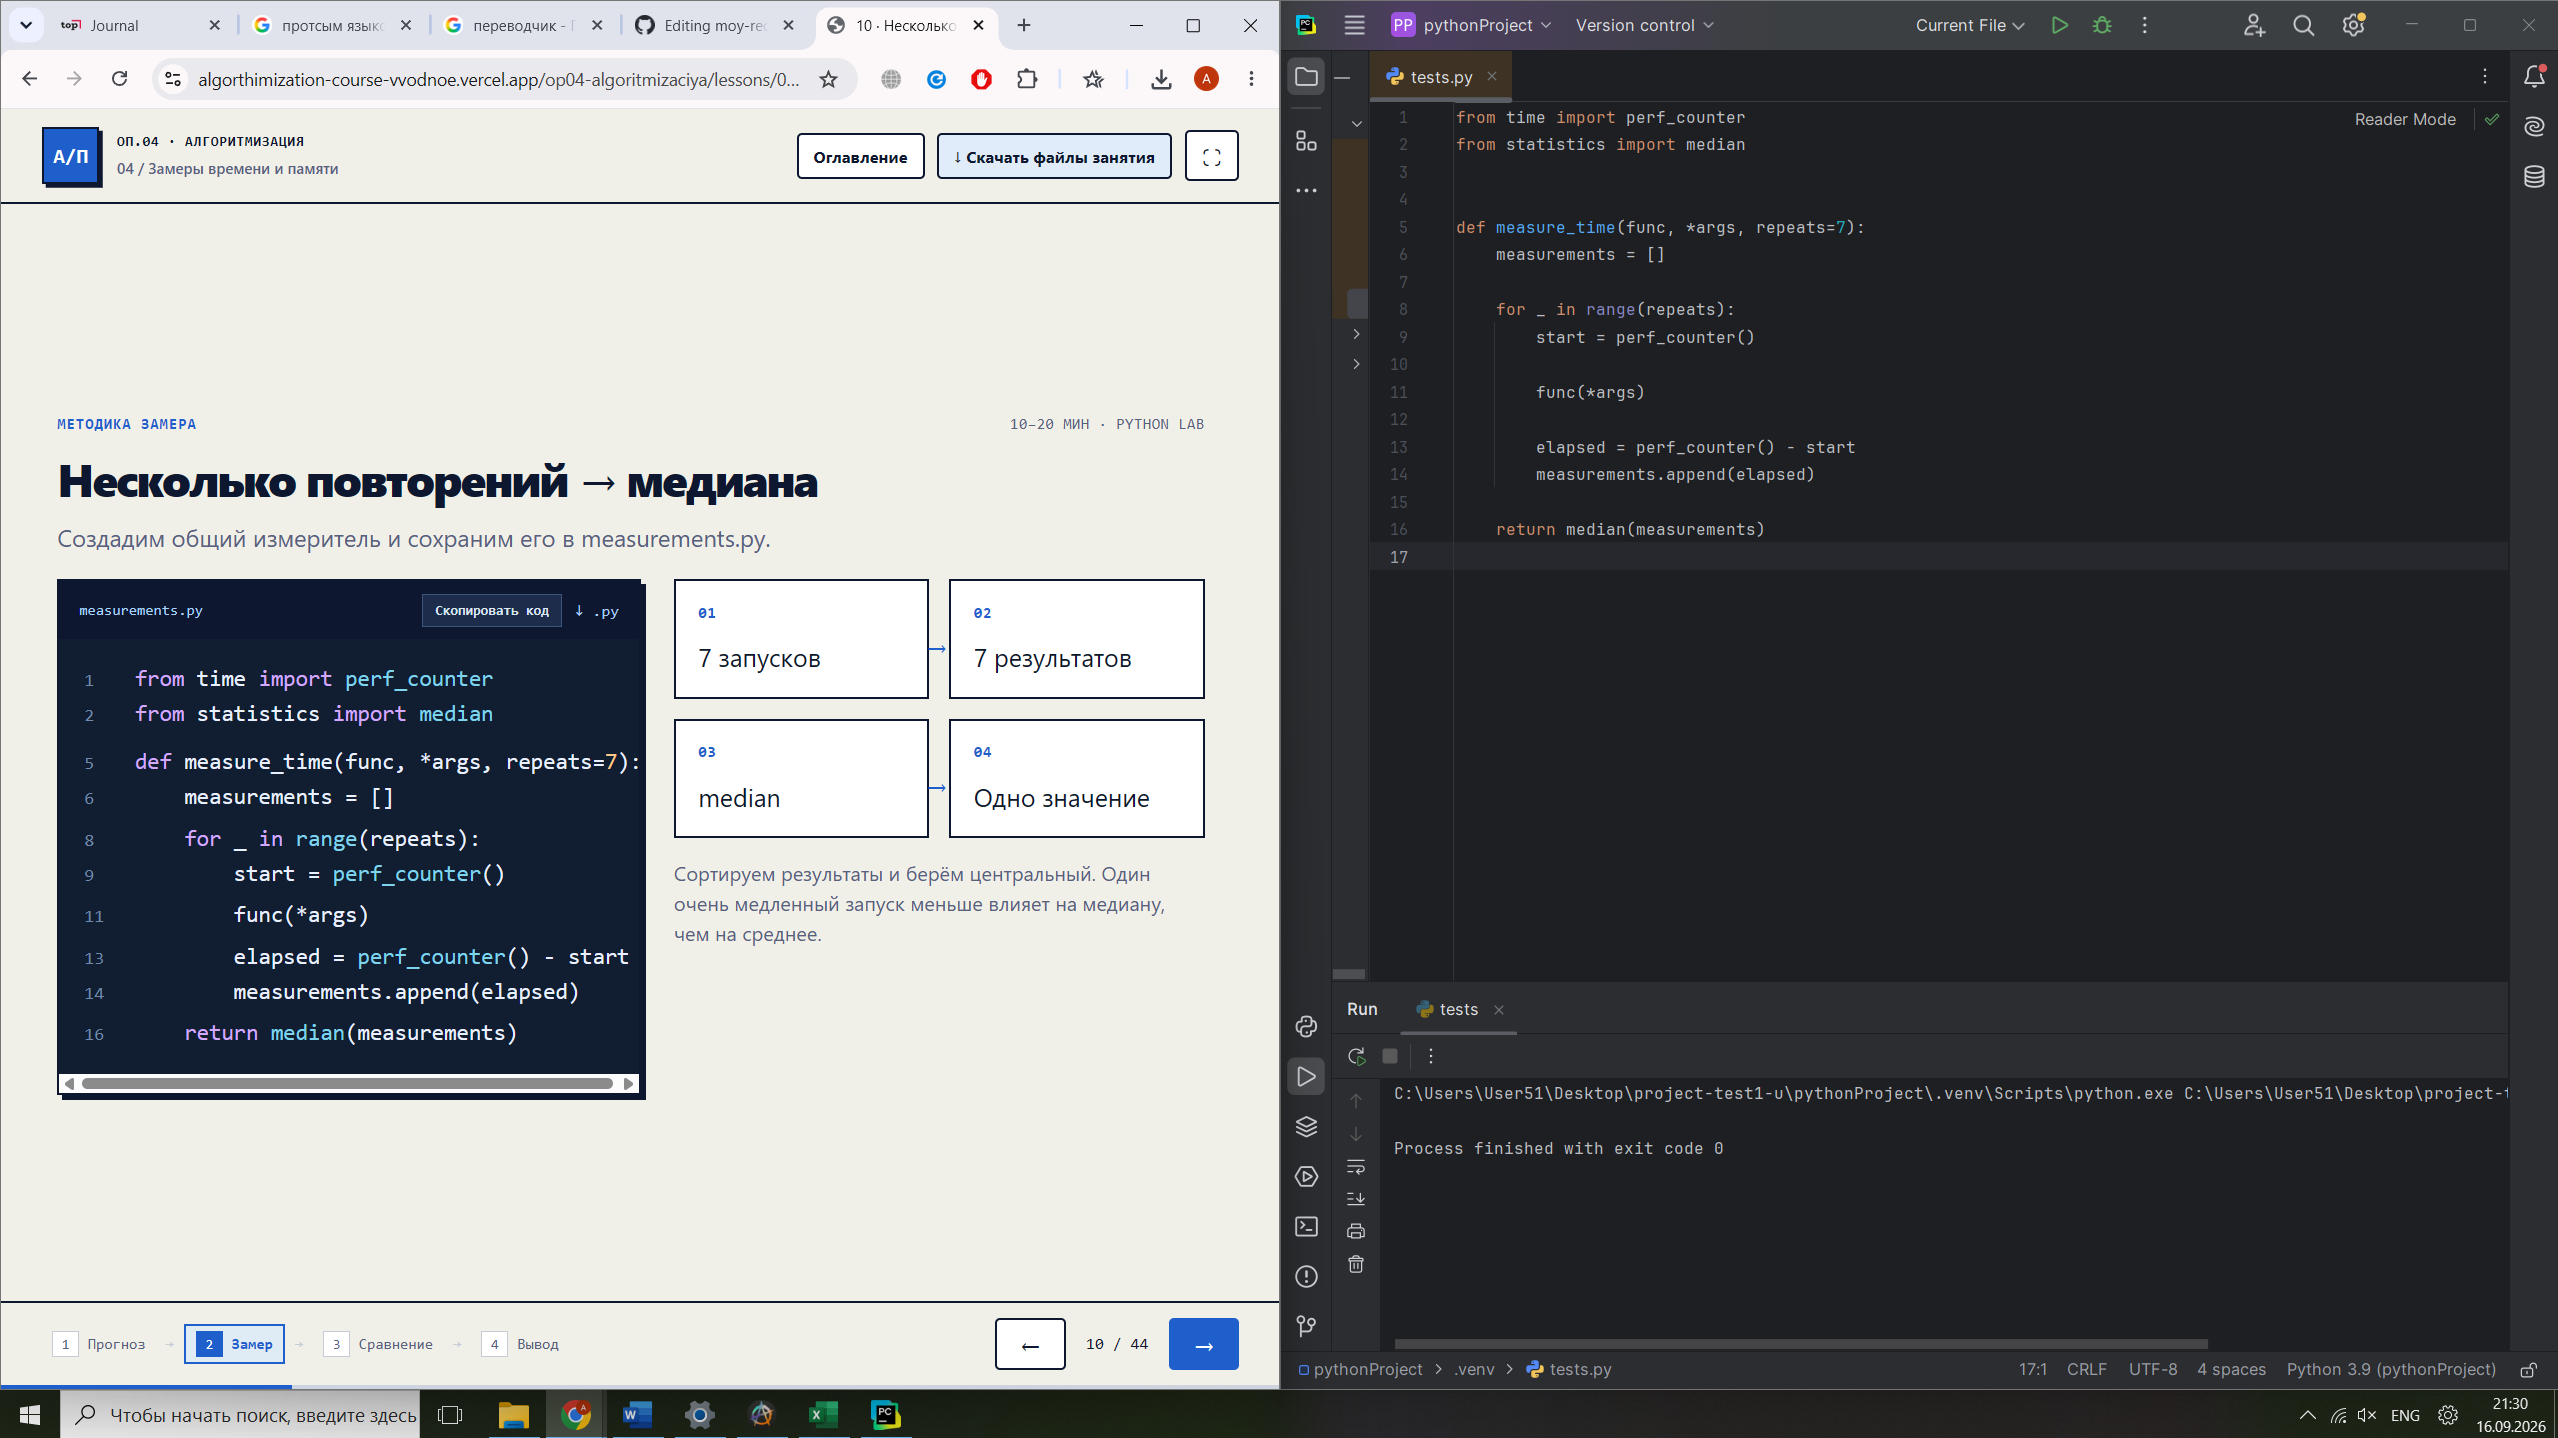 top Journal
протсым языко
переводчик - П
Editing moy-rec
10 · Несколько
algorthimization-course-vvodnoe.vercel.app/op04-algoritmizaciya/lessons/0...
A
А/П
ОП.04 · АЛГОРИТМИЗАЦИЯ
04 / Замеры времени и памяти
Оглавление
↓ Скачать файлы занятия
МЕТОДИКА ЗАМЕРА
10–20 МИН · PYTHON LAB
Несколько повторений → медиана
Создадим общий измеритель и сохраним его в measurements.py.
measurements.py
Скопировать код
↓ .py
1 from time import perf_counter
2 from statistics import median
5 def measure_time(func, *args, repeats=7):
6 measurements = []
8 for _ in range(repeats):
9 start = perf_counter()
11 func(*args)
13 elapsed = perf_counter() - start
14 measurements.append(elapsed)
16 return median(measurements)
01
7 запусков
→
02
7 результатов
03
median
→
04
Одно значение
Сортируем результаты и берём центральный. Один
очень медленный запуск меньше влияет на медиану,
чем на среднее.
1 Прогноз → 2 Замер → 3 Сравнение → 4 Вывод
← 10 / 44 →
PC
PP pythonProject
Version control
Current File
tests.py
Reader Mode
1 from time import perf_counter
2 from statistics import median
3
4
5 def measure_time(func, *args, repeats=7):
6 measurements = []
7
8 for _ in range(repeats):
9 start = perf_counter()
10
11 func(*args)
12
13 elapsed = perf_counter() - start
14 measurements.append(elapsed)
15
16 return median(measurements)
17
Run
tests
C:\Users\User51\Desktop\project-test1-u\pythonProject\.venv\Scripts\python.exe C:\Users\User51\Desktop\project-t
Process finished with exit code 0
pythonProject > .venv > tests.py
17:1 CRLF UTF-8 4 spaces Python 3.9 (pythonProject)
Чтобы начать поиск, введите здесь
ENG
21:30
16.09.2026